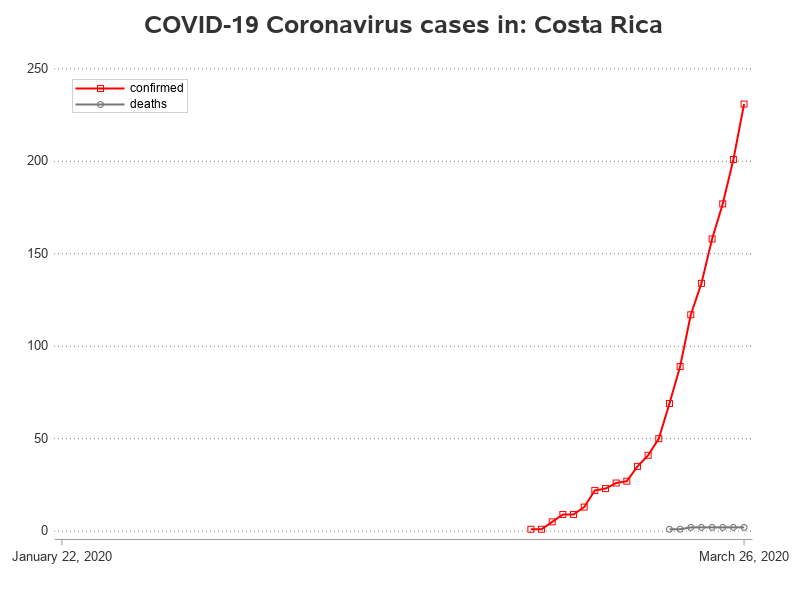 COVID-19 Coronavirus cases in: Costa Rica
250
confirmed
deaths
200
150
100
50
0
January 22, 2020
March 26, 2020